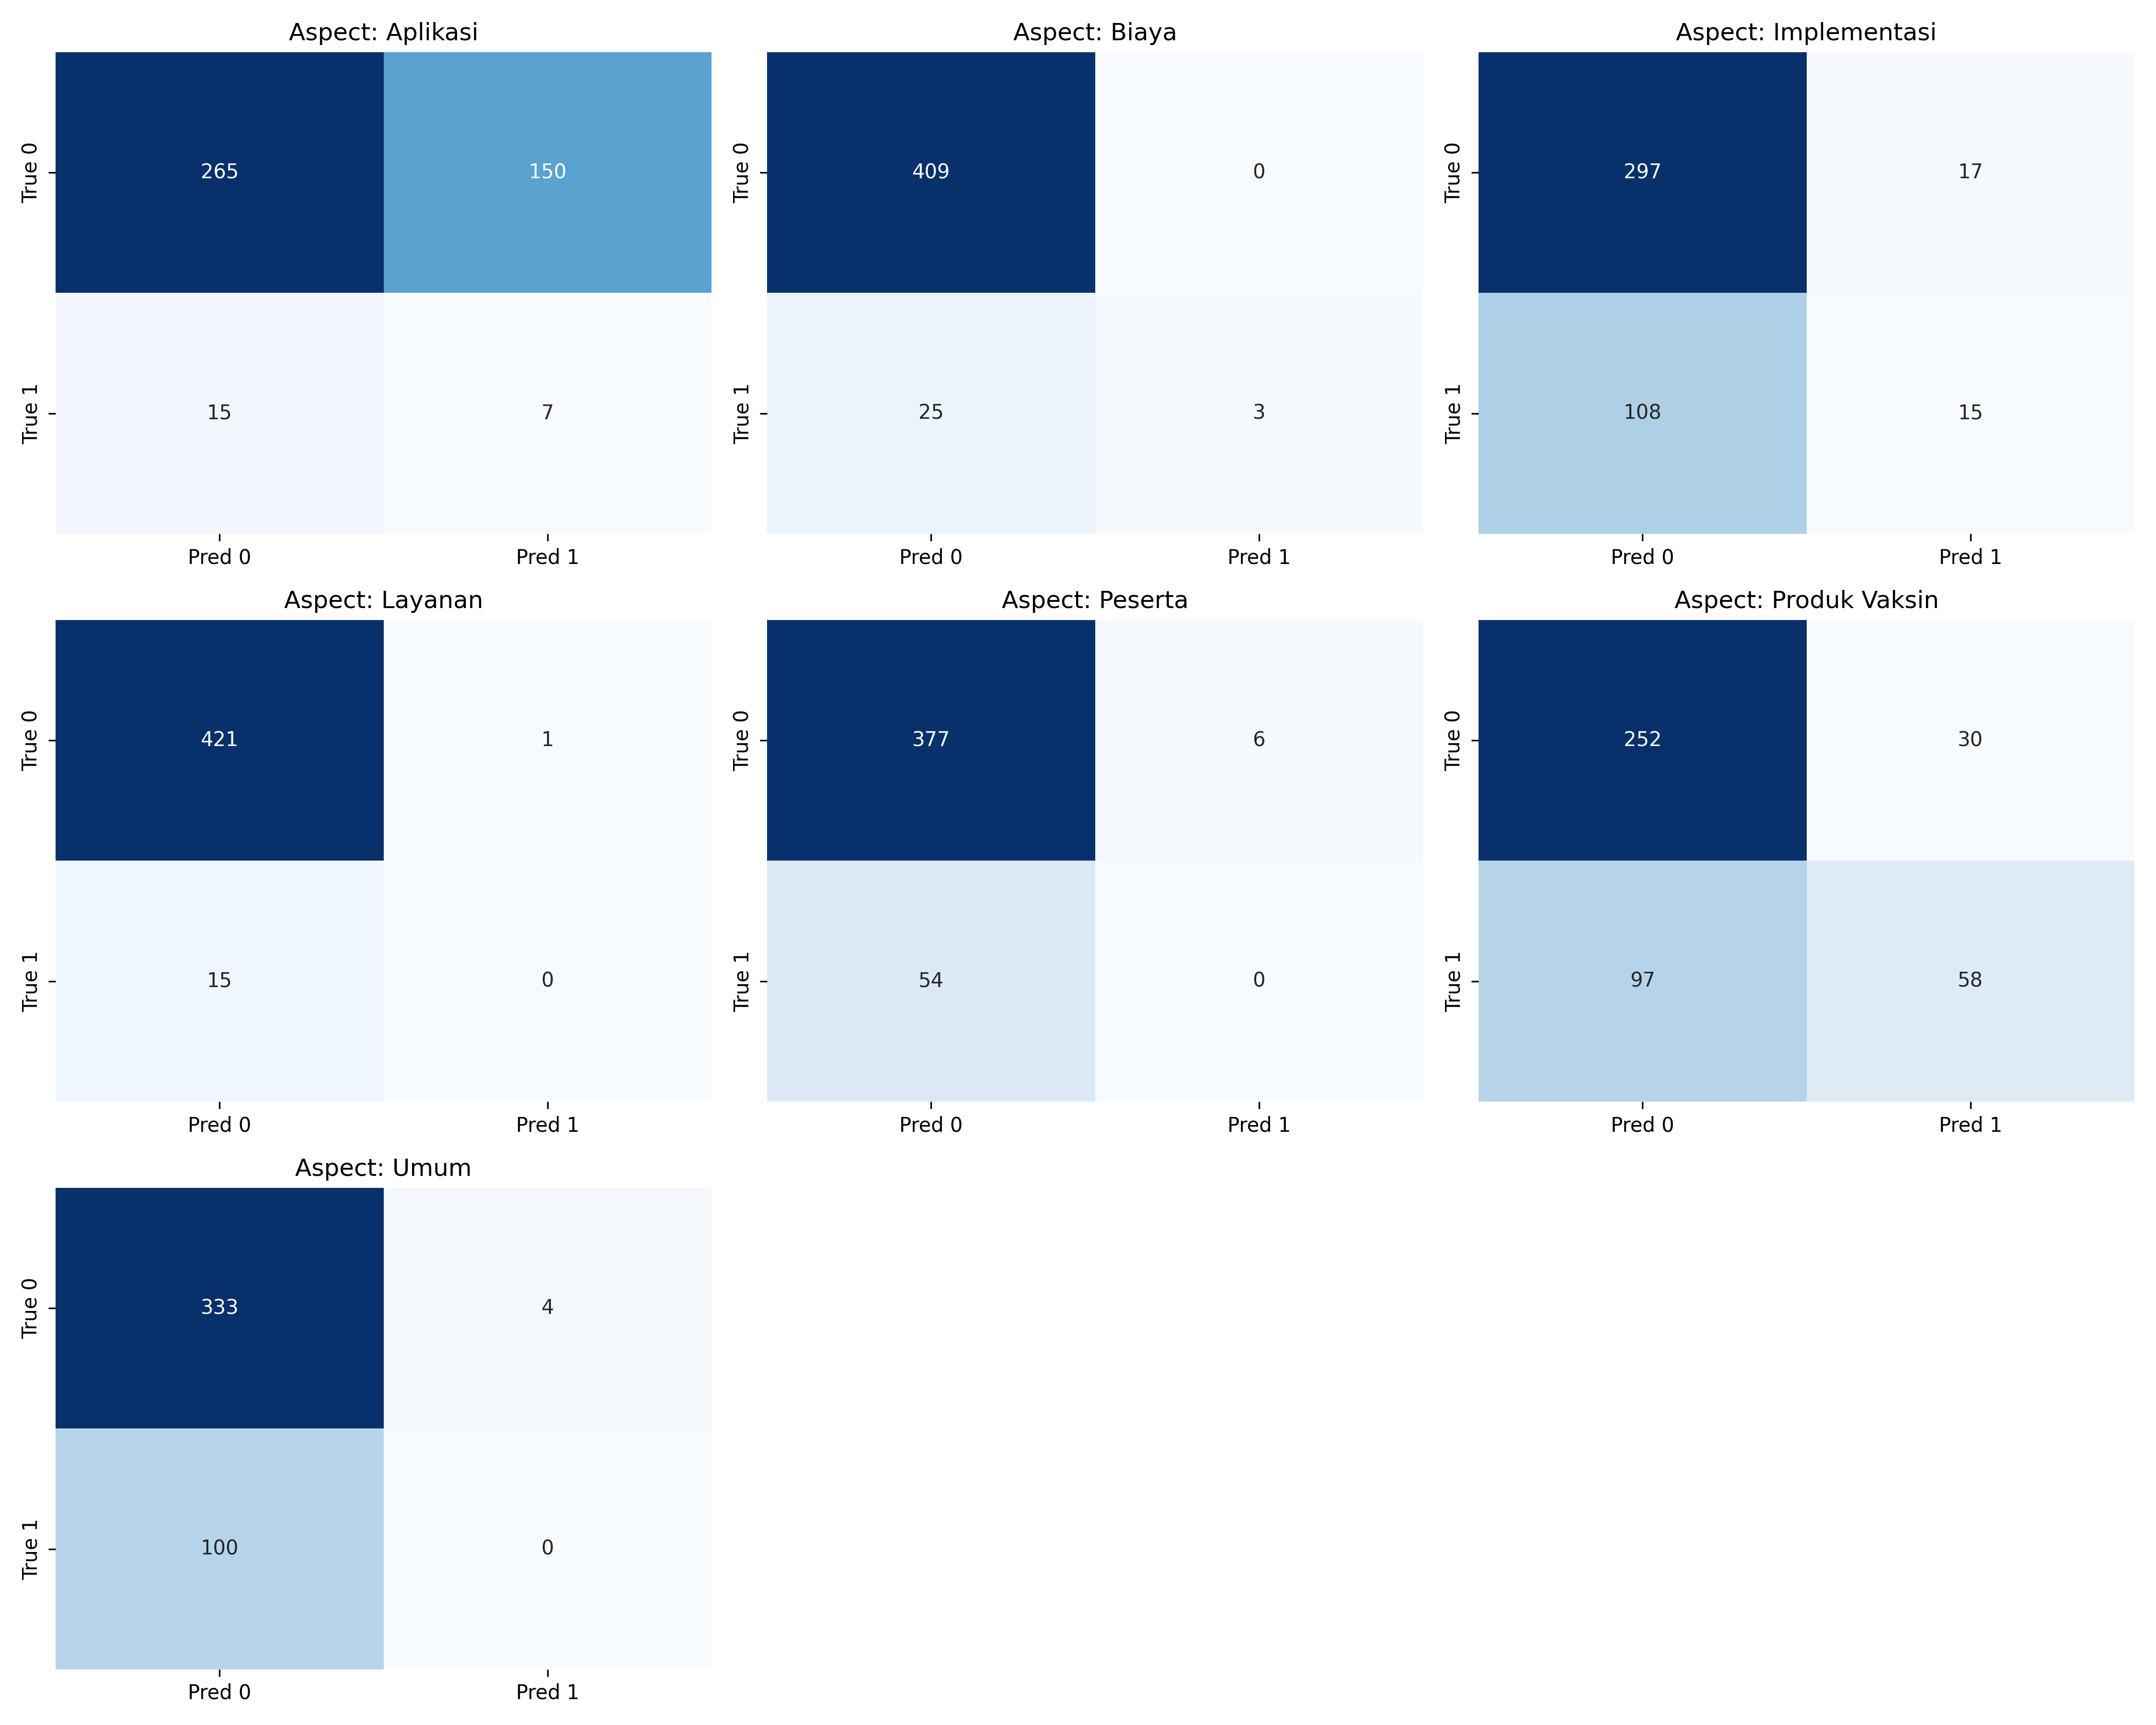 Aspect: Aplikasi
True 0
265
150
True 1
15
7
Pred 0
Pred 1
Aspect: Biaya
True 0
409
0
True 1
25
3
Pred 0
Pred 1
Aspect: Implementasi
True 0
297
17
True 1
108
15
Pred 0
Pred 1
Aspect: Layanan
True 0
421
1
True 1
15
0
Pred 0
Pred 1
Aspect: Peserta
True 0
377
6
True 1
54
0
Pred 0
Pred 1
Aspect: Produk Vaksin
True 0
252
30
True 1
97
58
Pred 0
Pred 1
Aspect: Umum
True 0
333
4
True 1
100
0
Pred 0
Pred 1